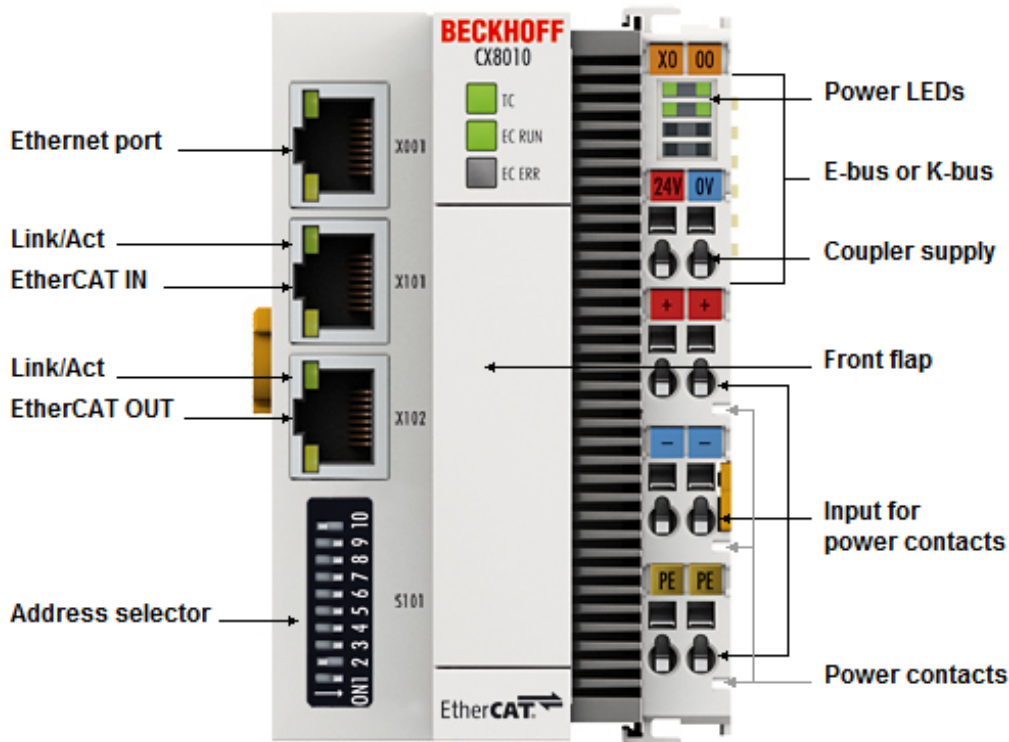 Ethernet port
Link/Act
EtherCAT IN
Link/Act
EtherCAT OUT
Address selector
X001
X101
X102
S101
ON 1 2 3 4 5 6 7 8 9 10
BECKHOFF
CX8010
TC
EC RUN
EC ERR
EtherCAT
X0 00
24V 0V
+ +
− −
PE PE
Power LEDs
E-bus or K-bus
Coupler supply
Front flap
Input for
power contacts
Power contacts